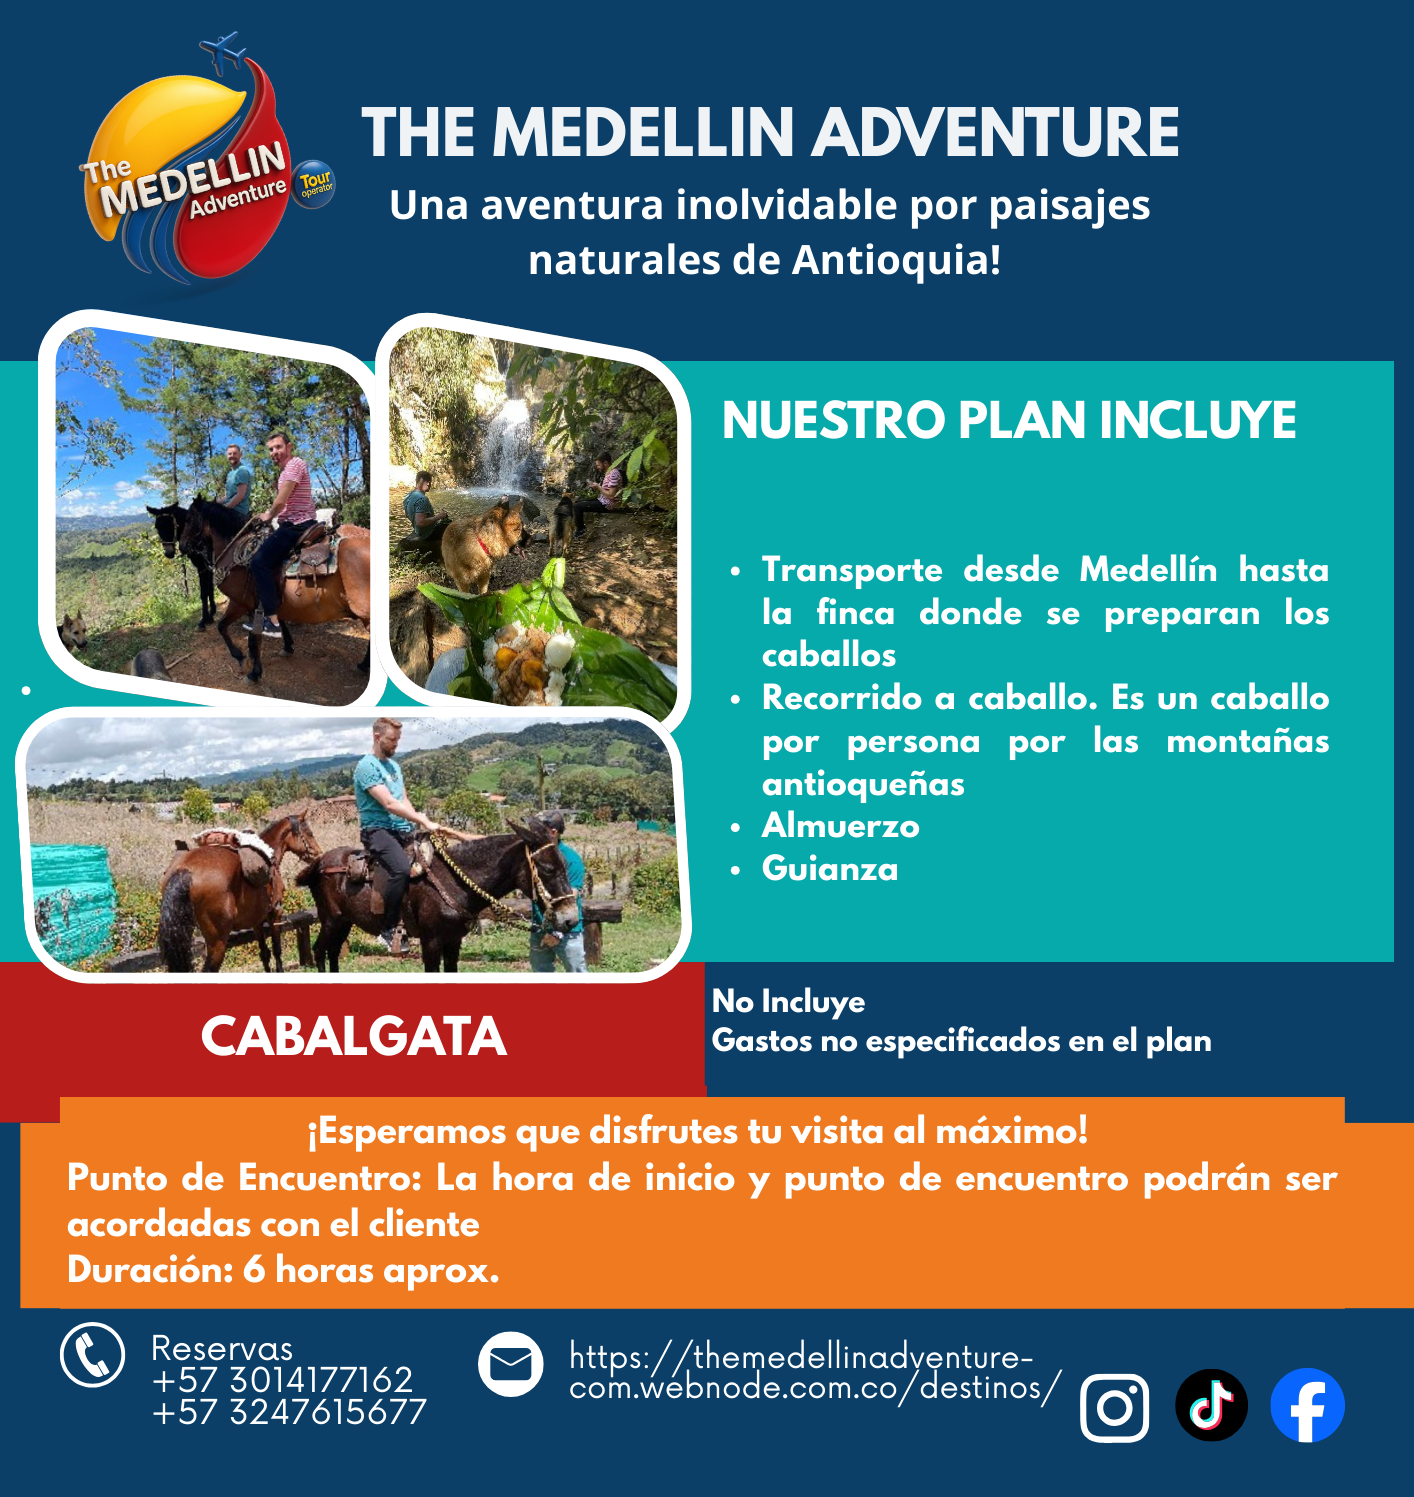 The
MEDELLIN
Adventure
Tour
operator
THE MEDELLIN ADVENTURE
Una aventura inolvidable por paisajes
naturales de Antioquia!
NUESTRO PLAN INCLUYE
• Transporte desde Medellín hasta
la finca donde se preparan los
caballos
• Recorrido a caballo. Es un caballo
por persona por las montañas
antioqueñas
• Almuerzo
• Guianza
CABALGATA
No Incluye
Gastos no especificados en el plan
¡Esperamos que disfrutes tu visita al máximo!
Punto de Encuentro: La hora de inicio y punto de encuentro podrán ser
acordadas con el cliente
Duración: 6 horas aprox.
Reservas
+57 3014177162
+57 3247615677
https://themedellinadventure-
com.webnode.com.co/destinos/